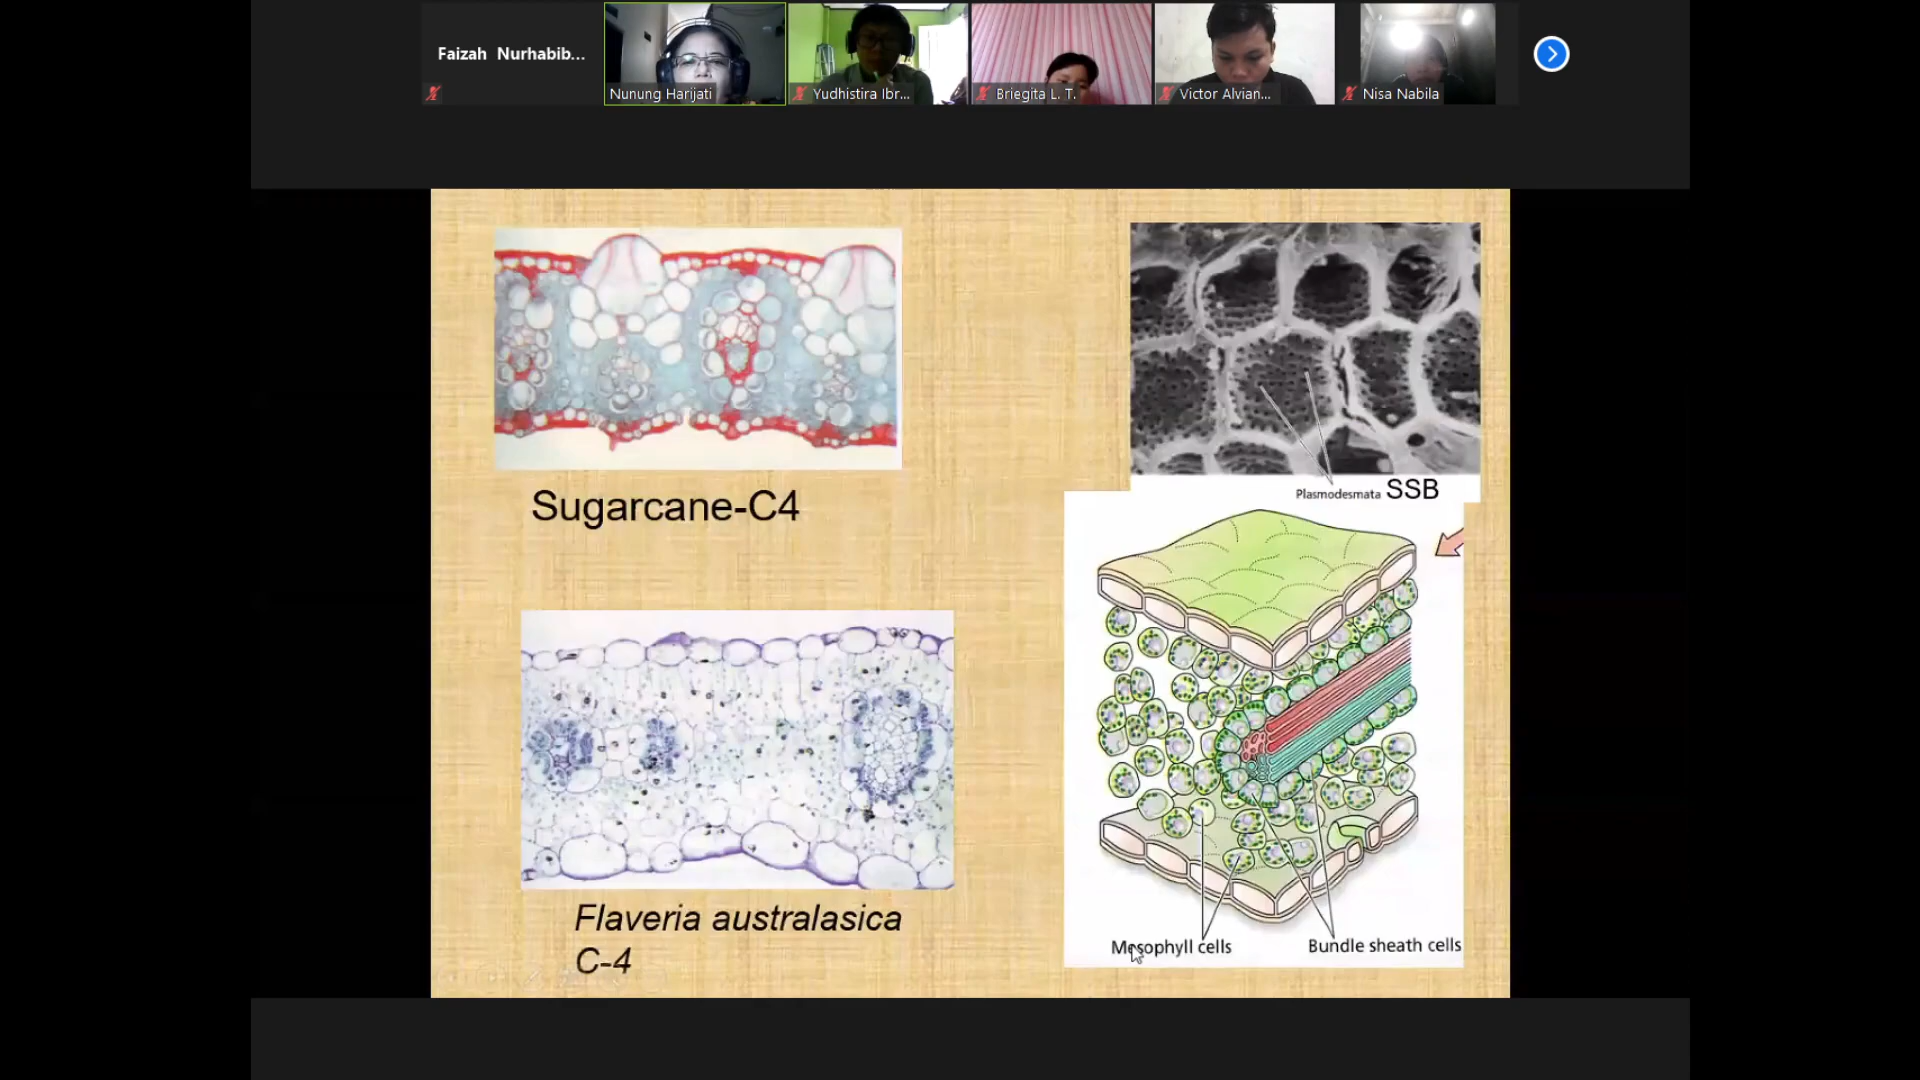 Faizah Nurhabib...
Nunung Harijati
Yudhistira Ibr...
Briegita L. T.
Victor Alvian...
Nisa Nabila
Sugarcane-C4
Plasmodesmata SSB
Flaveria australasica
C-4
Mesophyll cells
Bundle sheath cells